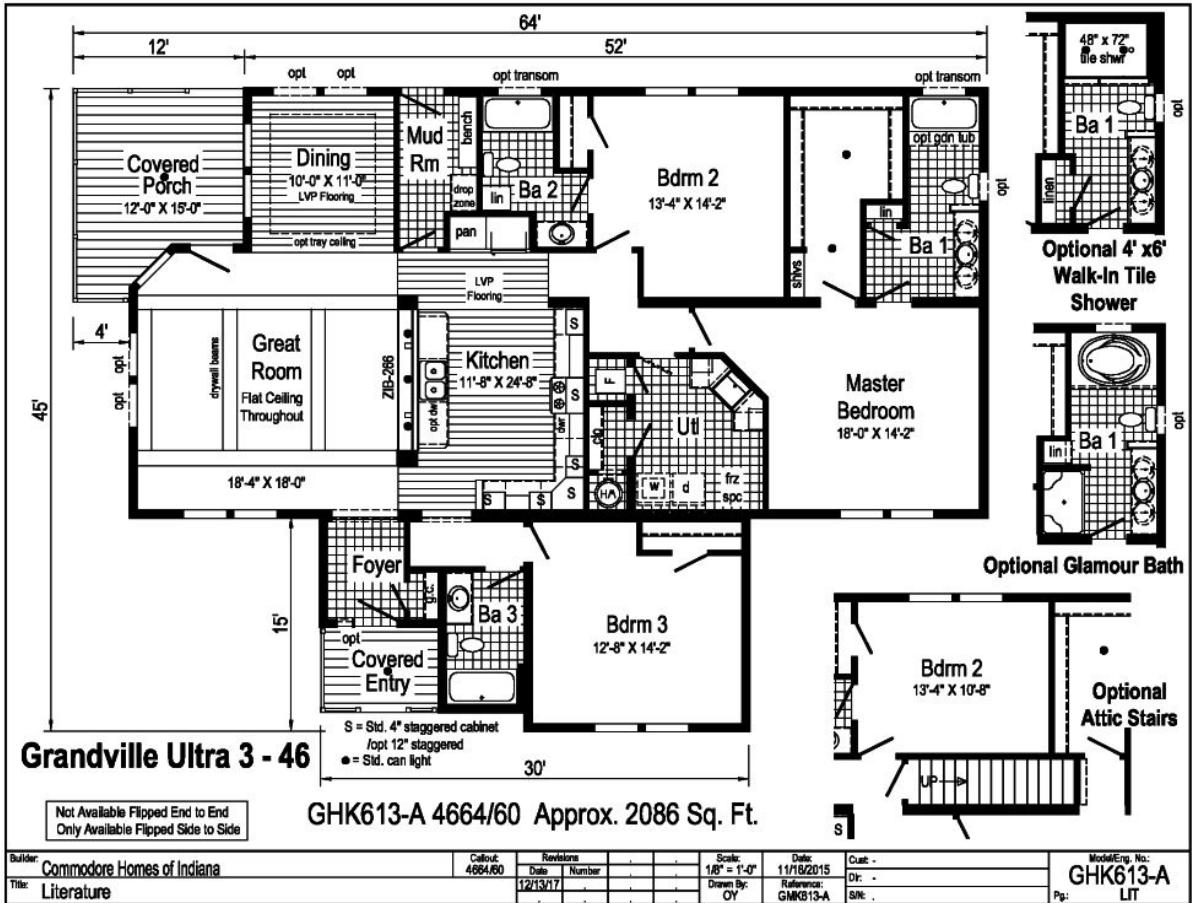 64'
12'
52'
opt
opt
opt transom
opt transom
45'
Covered
Porch
12'-0" X 15'-0"
Dining
10'-0" X 11'-0"
LVP Flooring
opt tray ceiling
Mud
Rm
bench
drop
zone
pan
lin
Ba 2
Bdrm 2
13'-4" X 14'-2"
shlvs
opt gdn tub
opt
lin
Ba 1
4'
opt
opt
drywall beams
Great
Room
Flat Ceiling
Throughout
18'-4" X 18'-0"
ZIB-266
LVP
Flooring
Kitchen
11'-8" X 24'-8"
opt dw
dwr
S
S
S
S
S
S
S
F
Utl
W
d
frz
spc
Master
Bedroom
18'-0" X 14'-2"
15'
Foyer
g.c.
opt
Covered
Entry
Ba 3
Bdrm 3
12'-8" X 14'-2"
S = Std. 4" staggered cabinet
/opt 12" staggered
● = Std. can light
30'
48" x 72"
tile shwr
opt
Ba 1
linen
Optional 4' x6'
Walk-In Tile
Shower
opt
Ba 1
lin
Optional Glamour Bath
Bdrm 2
13'-4" X 10'-8"
Optional
Attic Stairs
UP
S
Grandville Ultra 3 - 46
Not Available Flipped End to End
Only Available Flipped Side to Side
GHK613-A 4664/60 Approx. 2086 Sq. Ft.
Builder: Commodore Homes of Indiana
Title: Literature
Callout:
4664/60
Revisions
Date Number
12/13/17
Scale:
1/8" = 1'-0"
Drawn By:
OY
Date:
11/18/2015
Reference:
GMK613-A
Cust: -
Dir: -
S/N: .
Model/Eng. No.:
GHK613-A
Pg.: LIT